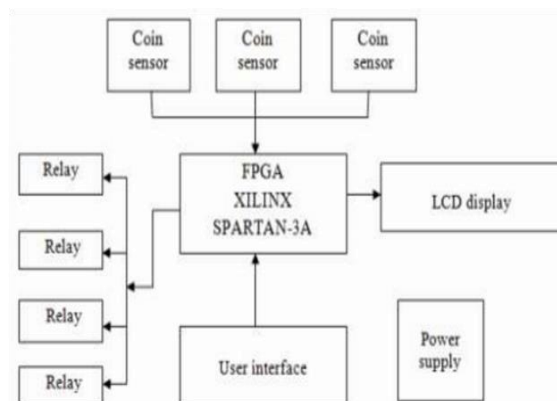 Coin
sensor
Coin
sensor
Coin
sensor
Relay
Relay
Relay
Relay
FPGA
XILINX
SPARTAN-3A
LCD display
User interface
Power
supply